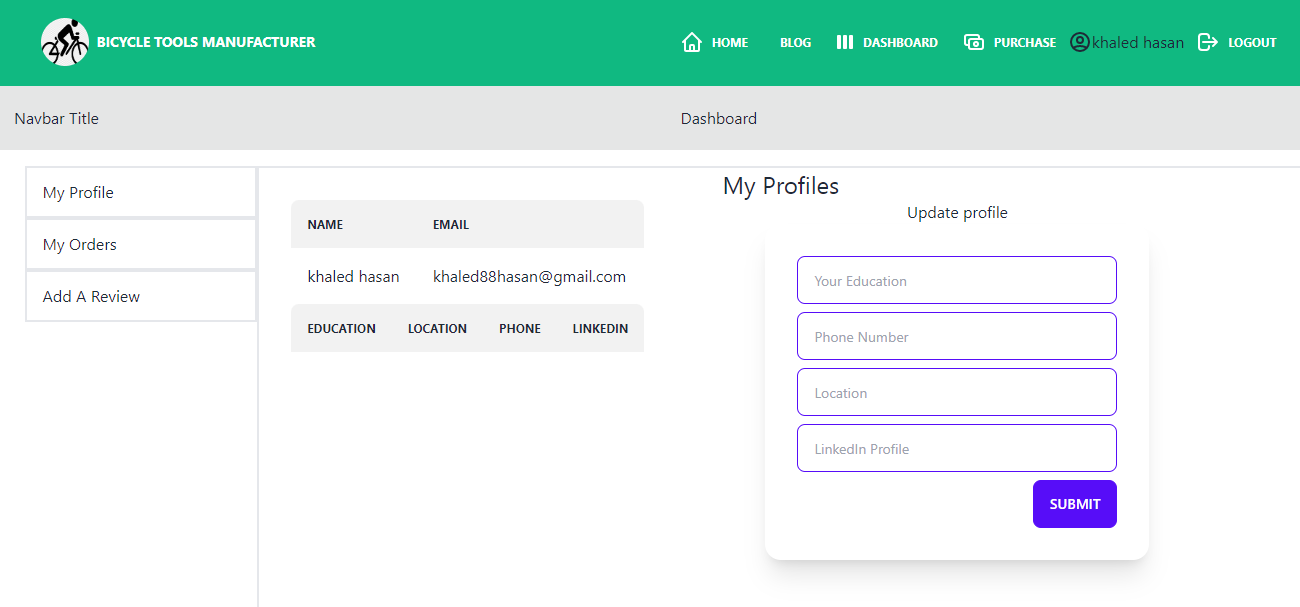 BICYCLE TOOLS MANUFACTURER HOME BLOG DASHBOARD PURCHASE khaled hasan LOGOUT
Navbar Title Dashboard
My Profile
My Orders
Add A Review
NAME EMAIL
khaled hasan khaled88hasan@gmail.com
EDUCATION LOCATION PHONE LINKEDIN
My Profiles
Update profile
Your Education
Phone Number
Location
LinkedIn Profile
SUBMIT